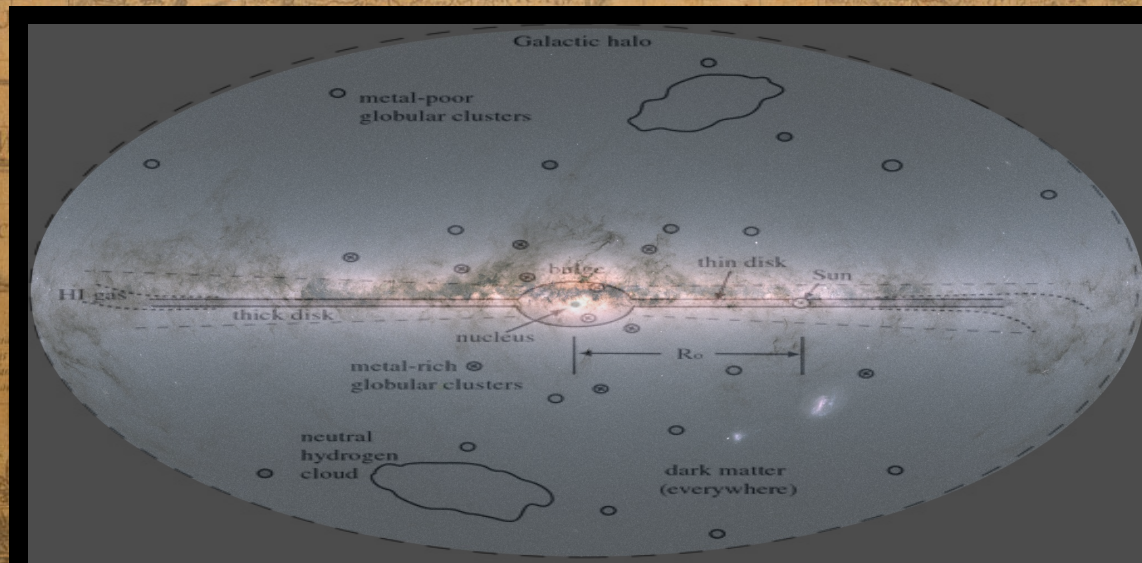 Galactic halo
metal-poor
globular clusters
bulge
thin disk
Sun
HI gas
thick disk
nucleus
Ro
metal-rich
globular clusters
neutral
hydrogen
cloud
dark matter
(everywhere)